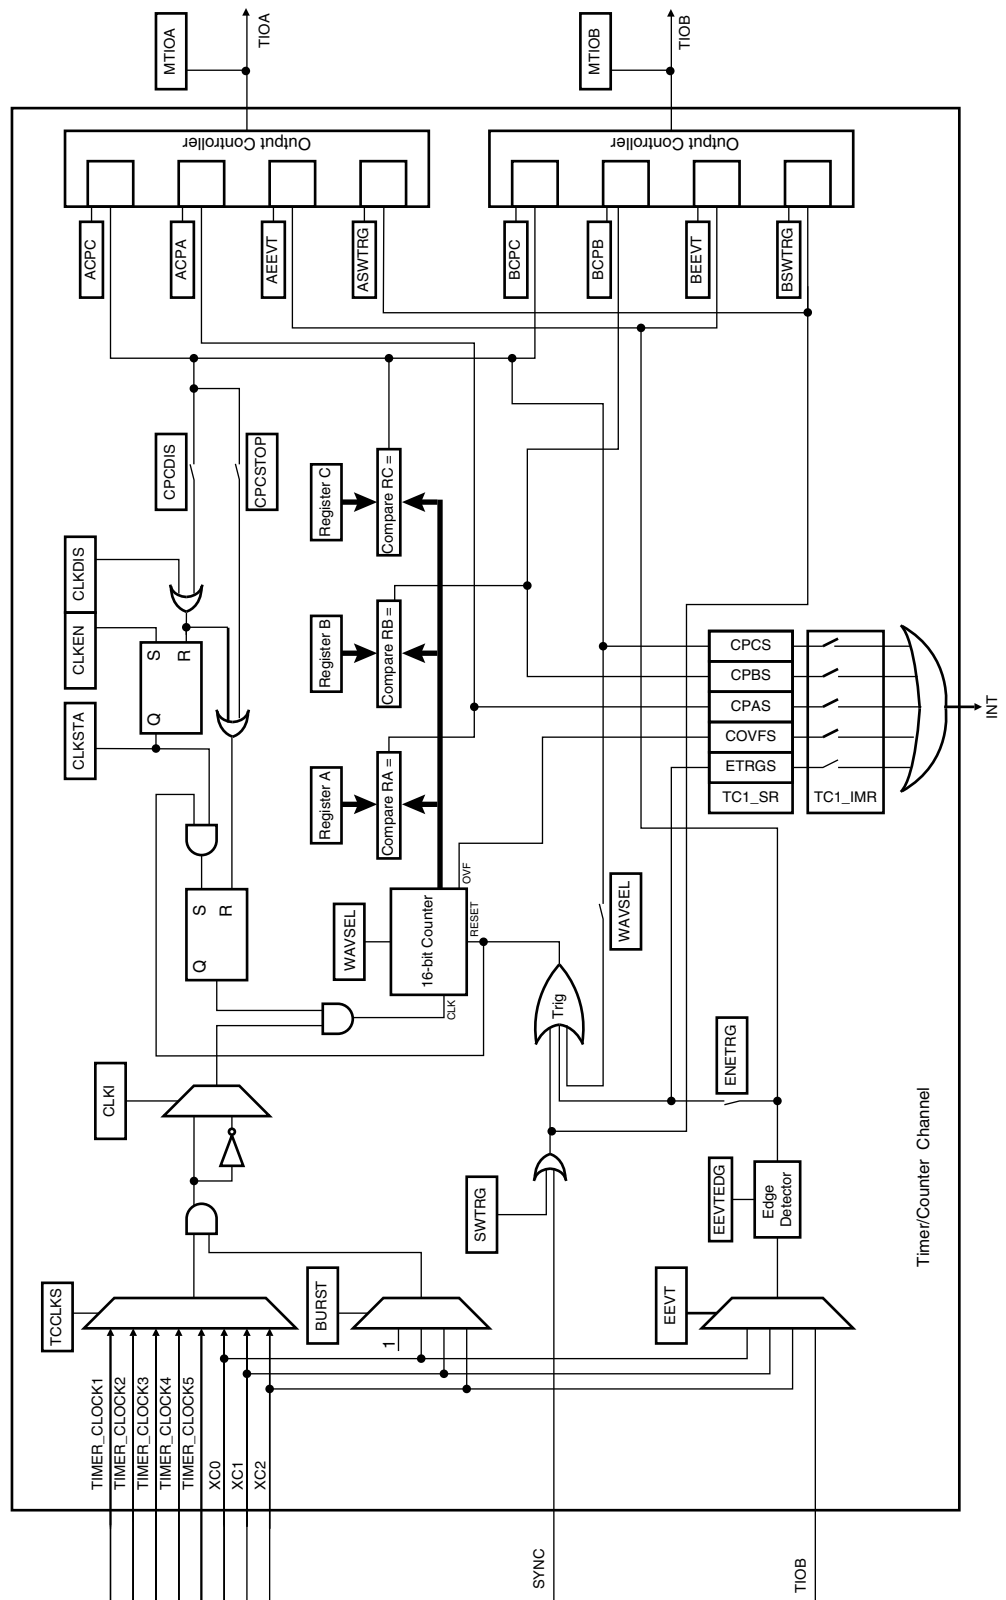 TIMER_CLOCK1
TIMER_CLOCK2
TIMER_CLOCK3
TIMER_CLOCK4
TIMER_CLOCK5
XC0
XC1
XC2
TCCLKS
CLKI
CLKSTA
CLKEN
CLKDIS
Q
S
R
Q
S
R
CPCDIS
CPCSTOP
BURST
1
Register A
Register B
Register C
Compare RA =
Compare RB =
Compare RC =
WAVSEL
16-bit Counter
CLK
RESET
OVF
SWTRG
SYNC
Trig
WAVSEL
EEVT
EEVTEDG
Edge
Detector
ENETRG
TIOB
Timer/Counter Channel
ETRGS
COVFS
CPAS
CPBS
CPCS
TC1_SR
TC1_IMR
INT
ACPC
ACPA
AEEVT
ASWTRG
Output Controller
MTIOA
TIOA
BCPC
BCPB
BEEVT
BSWTRG
Output Controller
MTIOB
TIOB